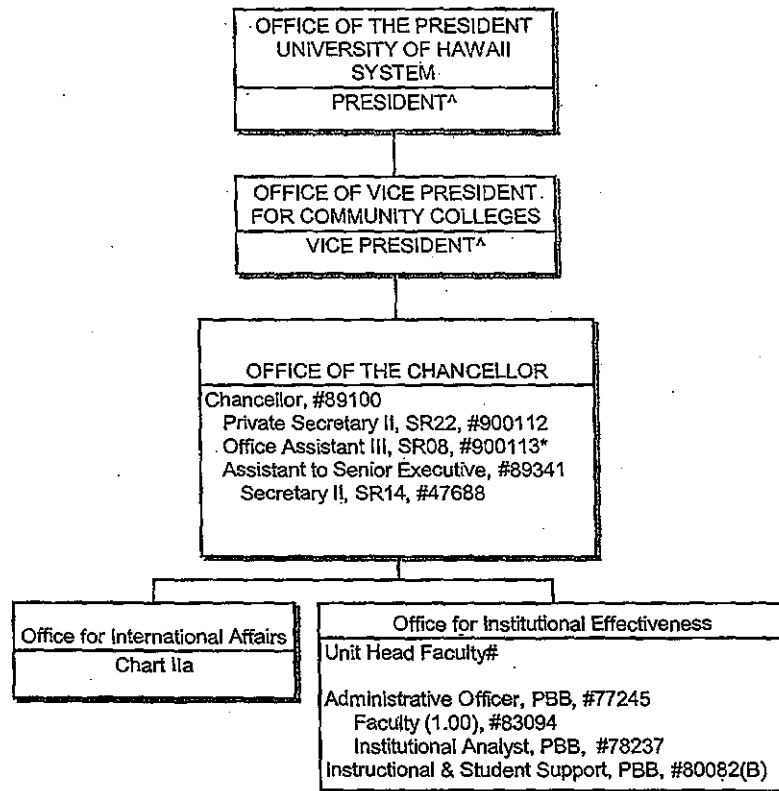 OFFICE OF THE PRESIDENT
UNIVERSITY OF HAWAII
SYSTEM
PRESIDENT^
OFFICE OF VICE PRESIDENT
FOR COMMUNITY COLLEGES
VICE PRESIDENT^
OFFICE OF THE CHANCELLOR
Chancellor, #89100
Private Secretary II, SR22, #900112
Office Assistant III, SR08, #900113*
Assistant to Senior Executive, #89341
Secretary II, SR14, #47688
Office for International Affairs
Chart IIa
Office for Institutional Effectiveness
Unit Head Faculty#
Administrative Officer, PBB, #77245
Faculty (1.00), #83094
Institutional Analyst, PBB, #78237
Instructional & Student Support, PBB, #80082(B)